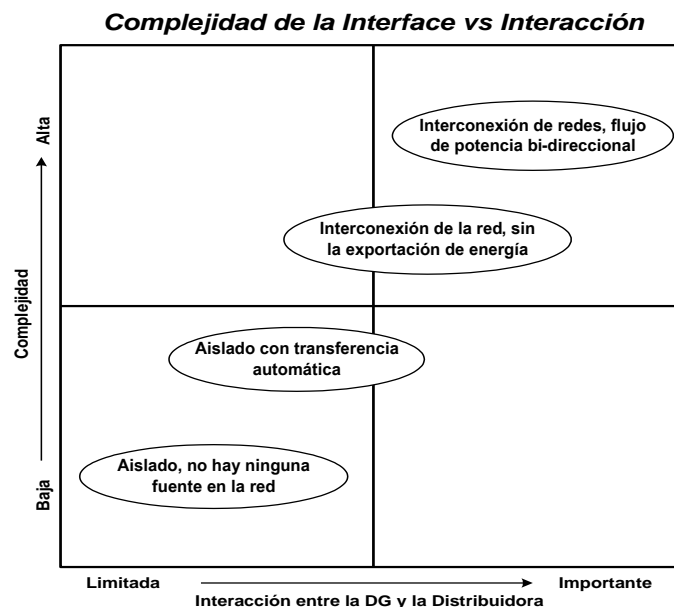 Complejidad de la Interface vs Interacción
Alta
Complejidad
Baja
Interconexión de redes, flujo
de potencia bi-direccional
Interconexión de la red, sin
la exportación de energía
Aislado con transferencia
automática
Aislado, no hay ninguna
fuente en la red
Limitada
Importante
Interacción entre la DG y la Distribuidora